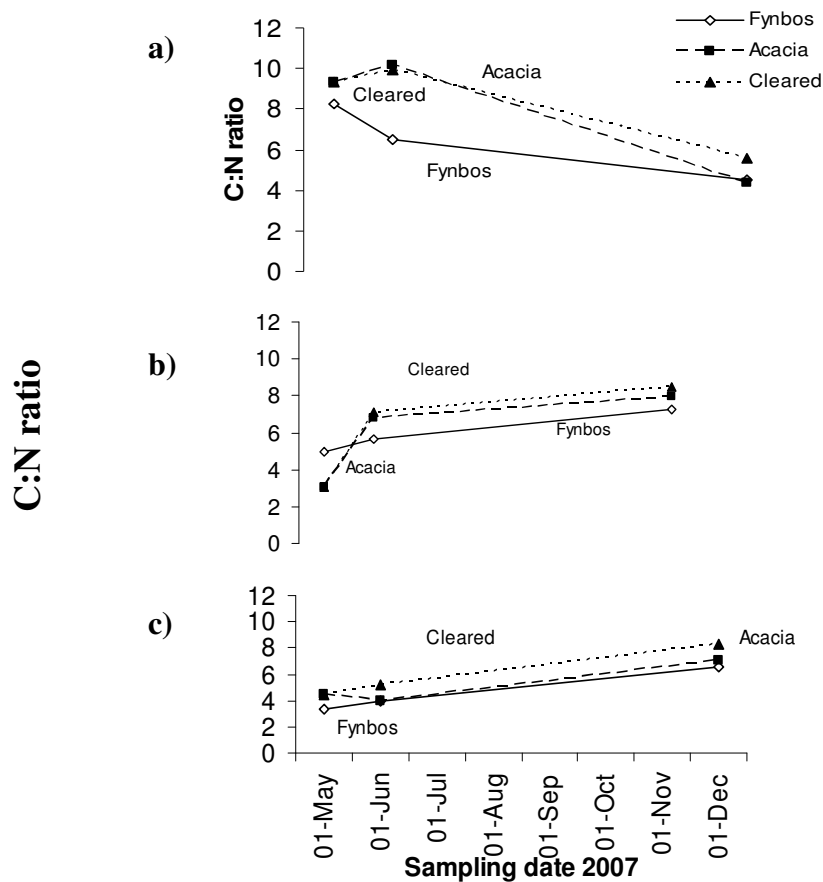 Fynbos
Acacia
Cleared
a)
C:N ratio
12
10
8
6
4
2
0
Acacia
Cleared
Fynbos
C:N ratio
b)
12
10
8
6
4
2
0
Cleared
Fynbos
Acacia
c)
12
10
8
6
4
2
0
Cleared
Acacia
Fynbos
01-May
01-Jun
01-Jul
01-Aug
01-Sep
01-Oct
01-Nov
01-Dec
Sampling date 2007